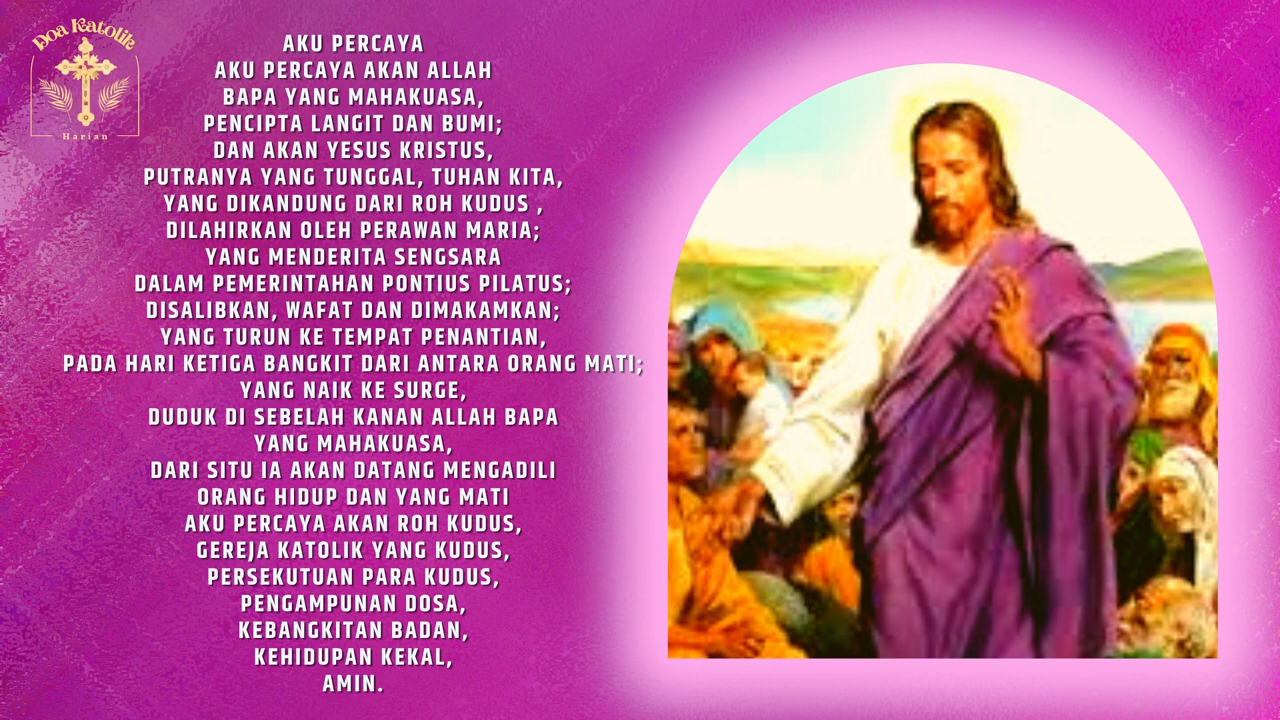 Doa Katolik
Harian
AKU PERCAYA
AKU PERCAYA AKAN ALLAH
BAPA YANG MAHAKUASA,
PENCIPTA LANGIT DAN BUMI;
DAN AKAN YESUS KRISTUS,
PUTRANYA YANG TUNGGAL, TUHAN KITA,
YANG DIKANDUNG DARI ROH KUDUS ,
DILAHIRKAN OLEH PERAWAN MARIA;
YANG MENDERITA SENGSARA
DALAM PEMERINTAHAN PONTIUS PILATUS;
DISALIBKAN, WAFAT DAN DIMAKAMKAN;
YANG TURUN KE TEMPAT PENANTIAN,
PADA HARI KETIGA BANGKIT DARI ANTARA ORANG MATI;
YANG NAIK KE SURGE,
DUDUK DI SEBELAH KANAN ALLAH BAPA
YANG MAHAKUASA,
DARI SITU IA AKAN DATANG MENGADILI
ORANG HIDUP DAN YANG MATI
AKU PERCAYA AKAN ROH KUDUS,
GEREJA KATOLIK YANG KUDUS,
PERSEKUTUAN PARA KUDUS,
PENGAMPUNAN DOSA,
KEBANGKITAN BADAN,
KEHIDUPAN KEKAL,
AMIN.